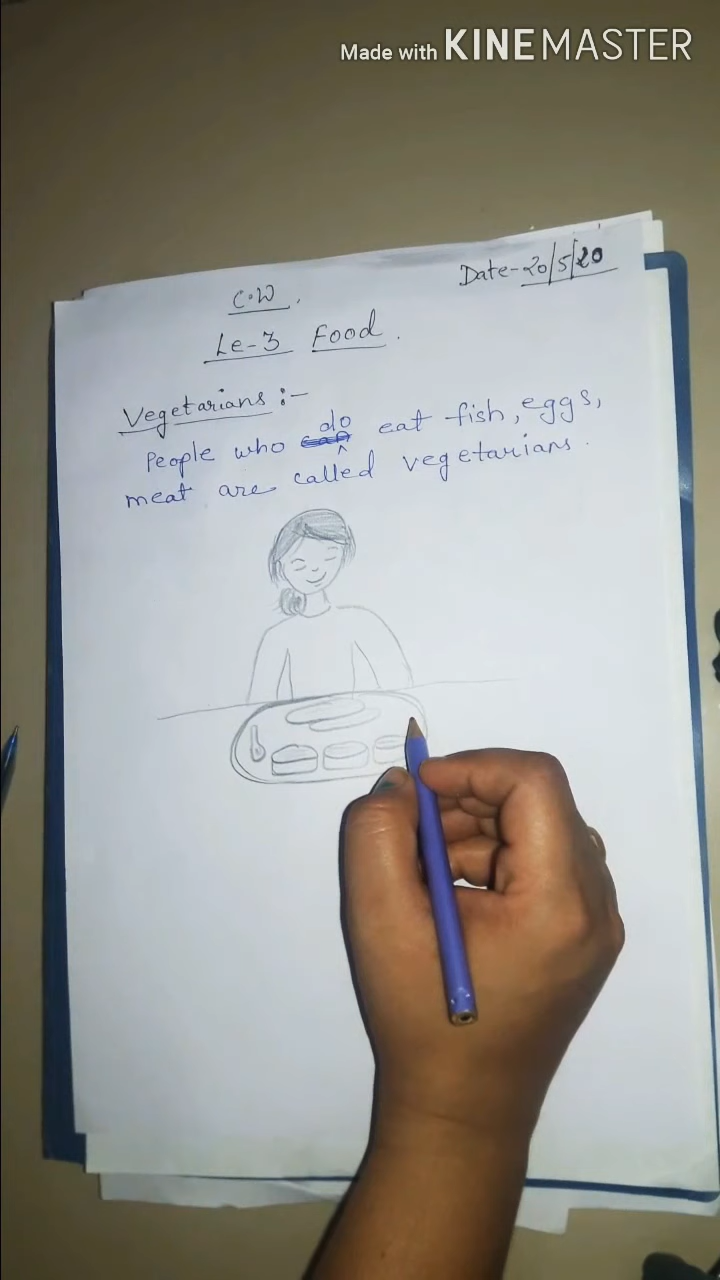 Made with KINEMASTER
Date-20/5/20
C.W.
Le-3 Food.
Vegetarians :-
People who do eat fish, eggs,
meat are called vegetarians.